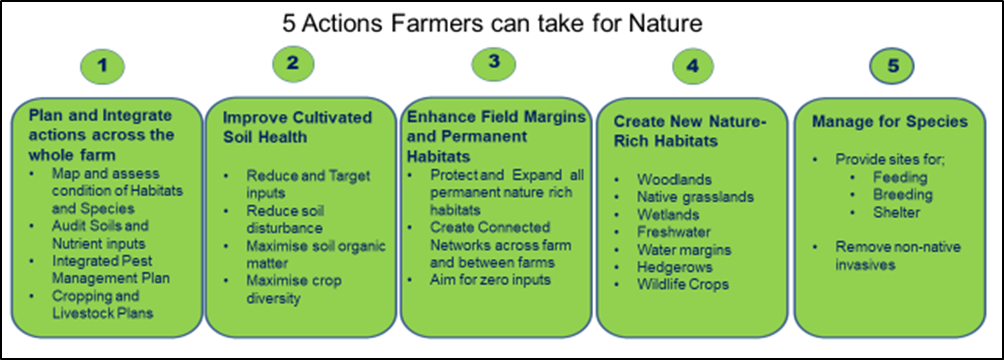 5 Actions Farmers can take for Nature
1
Plan and Integrate
actions across the
whole farm
• Map and assess
condition of Habitats
and Species
• Audit Soils and
Nutrient inputs
• Integrated Pest
Management Plan
• Cropping and
Livestock Plans
2
Improve Cultivated
Soil Health
• Reduce and Target
inputs
• Reduce soil
disturbance
• Maximise soil organic
matter
• Maximise crop
diversity
3
Enhance Field Margins
and Permanent
Habitats
• Protect and Expand all
permanent nature rich
habitats
• Create Connected
Networks across farm
and between farms
• Aim for zero inputs
4
Create New Nature-
Rich Habitats
• Woodlands
• Native grasslands
• Wetlands
• Freshwater
• Water margins
• Hedgerows
• Wildlife Crops
5
Manage for Species
• Provide sites for;
• Feeding
• Breeding
• Shelter
• Remove non-native
invasives